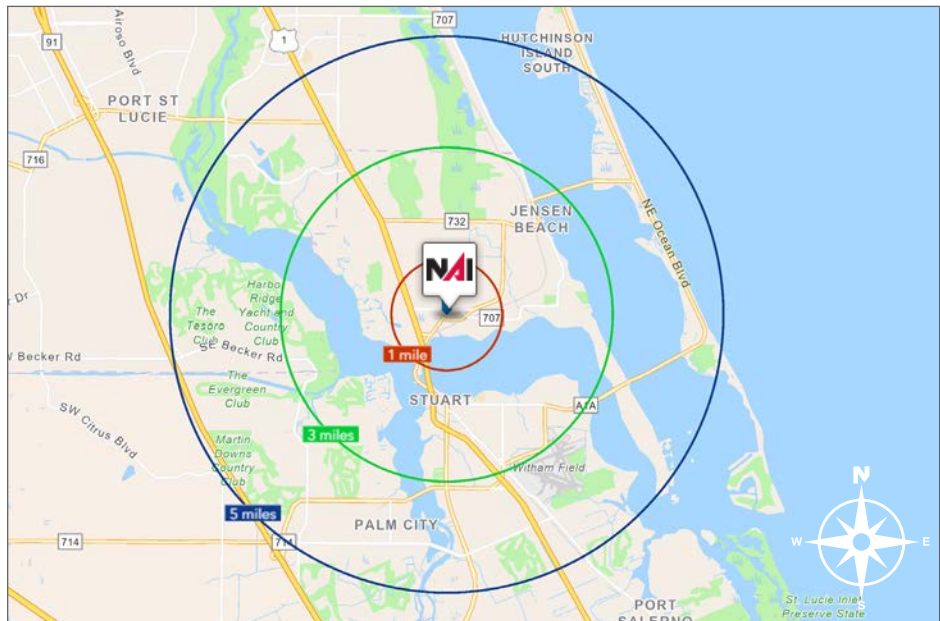 707
Airoso Blvd
91
1
HUTCHINSON
ISLAND
SOUTH
PORT ST
LUCIE
716
JENSEN
BEACH
732
NE Ocean Blvd
NAI
Harbo
Ridge
Yacht and
Country
Club
The
Tesoro
Club
707
r Dr
W Becker Rd
SE Becker Rd
1 mile
The
Evergreen
Club
STUART
A1A
SW Citrus Blvd
3 miles
Martin
Downs
Country
Club
Witham Field
5 miles
PALM CITY
714
714
N
W
E
S
St. Lucie Inlet
Preserve State
PORT
SALERNO